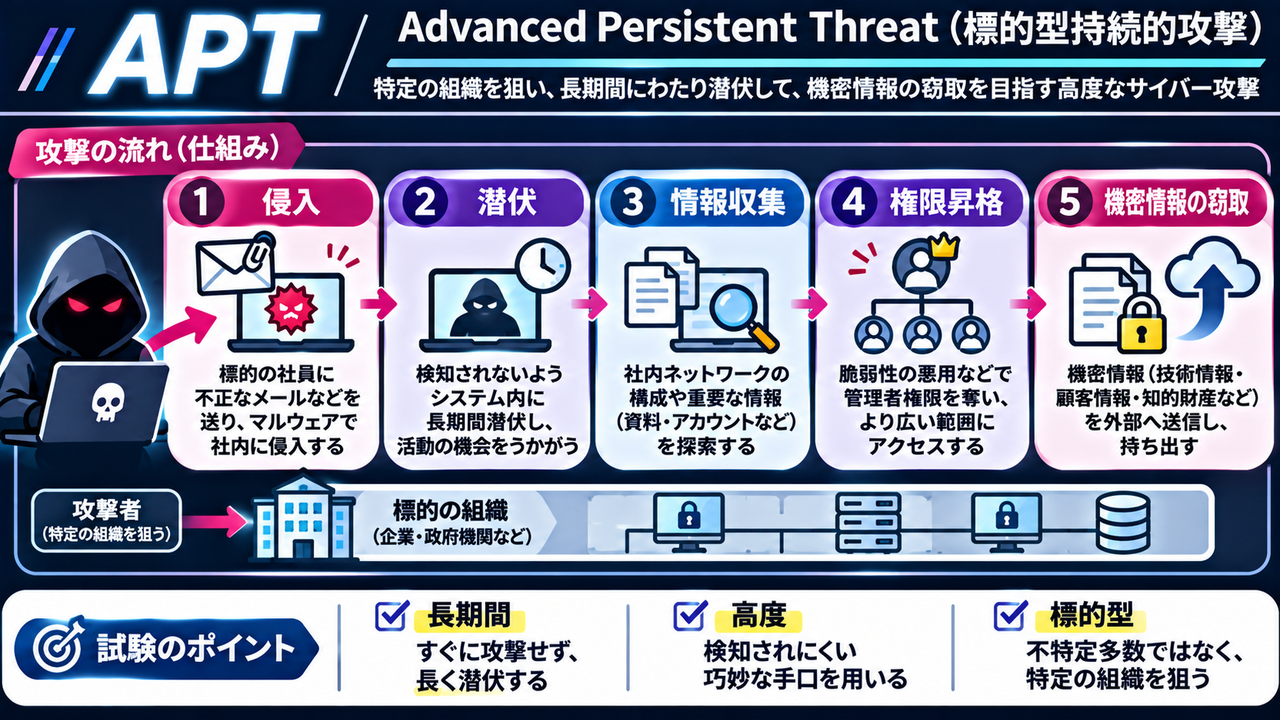 APT
Advanced Persistent Threat（標的型持続的攻撃）
特定の組織を狙い、長期間にわたり潜伏して、機密情報の窃取を目指す高度なサイバー攻撃
攻撃の流れ（仕組み）
1 侵入
標的の社員に
不正なメールなどを
送り、マルウェアで
社内に侵入する
2 潜伏
検知されないよう
システム内に
長期間潜伏し、
活動の機会をうかがう
3 情報収集
社内ネットワークの
構成や重要な情報
（資料・アカウントなど）
を探索する
4 権限昇格
脆弱性の悪用などで
管理者権限を奪い、
より広い範囲に
アクセスする
5 機密情報の窃取
機密情報（技術情報・
顧客情報・知的財産など）
を外部へ送信し、
持ち出す
攻撃者
（特定の組織を狙う）
標的の組織
（企業・政府機関など）
試験のポイント
長期間
すぐに攻撃せず、
長く潜伏する
高度
検知されにくい
巧妙な手口を用いる
標的型
不特定多数ではなく、
特定の組織を狙う